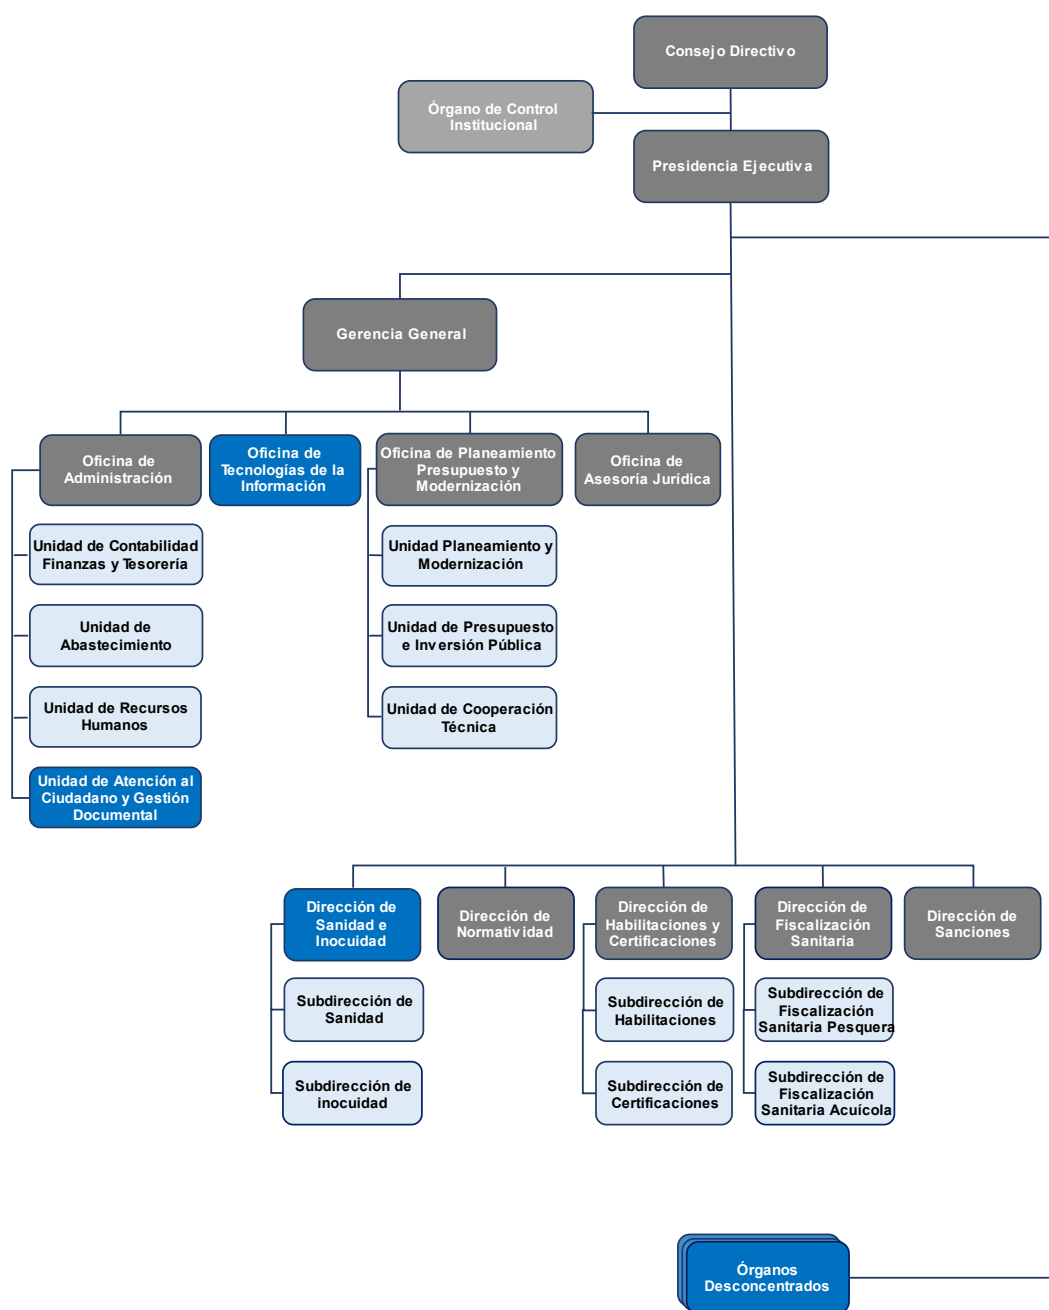 Consejo Directivo
Órgano de Control
Institucional
Presidencia Ejecutiva
Gerencia General
Oficina de
Administración
Oficina de
Tecnologías de la
Información
Oficina de Planeamiento
Presupuesto y
Modernización
Oficina de
Asesoría Jurídica
Unidad de Contabilidad
Finanzas y Tesorería
Unidad de
Abastecimiento
Unidad de Recursos
Humanos
Unidad de Atención al
Ciudadano y Gestión
Documental
Unidad Planeamiento y
Modernización
Unidad de Presupuesto
e Inversión Pública
Unidad de Cooperación
Técnica
Dirección de
Sanidad e
Inocuidad
Dirección de
Normatividad
Dirección de
Habilitaciones y
Certificaciones
Dirección de
Fiscalización
Sanitaria
Dirección de
Sanciones
Subdirección de
Sanidad
Subdirección de
inocuidad
Subdirección de
Habilitaciones
Subdirección de
Certificaciones
Subdirección de
Fiscalización
Sanitaria Pesquera
Subdirección de
Fiscalización
Sanitaria Acuícola
Órganos
Desconcentrados